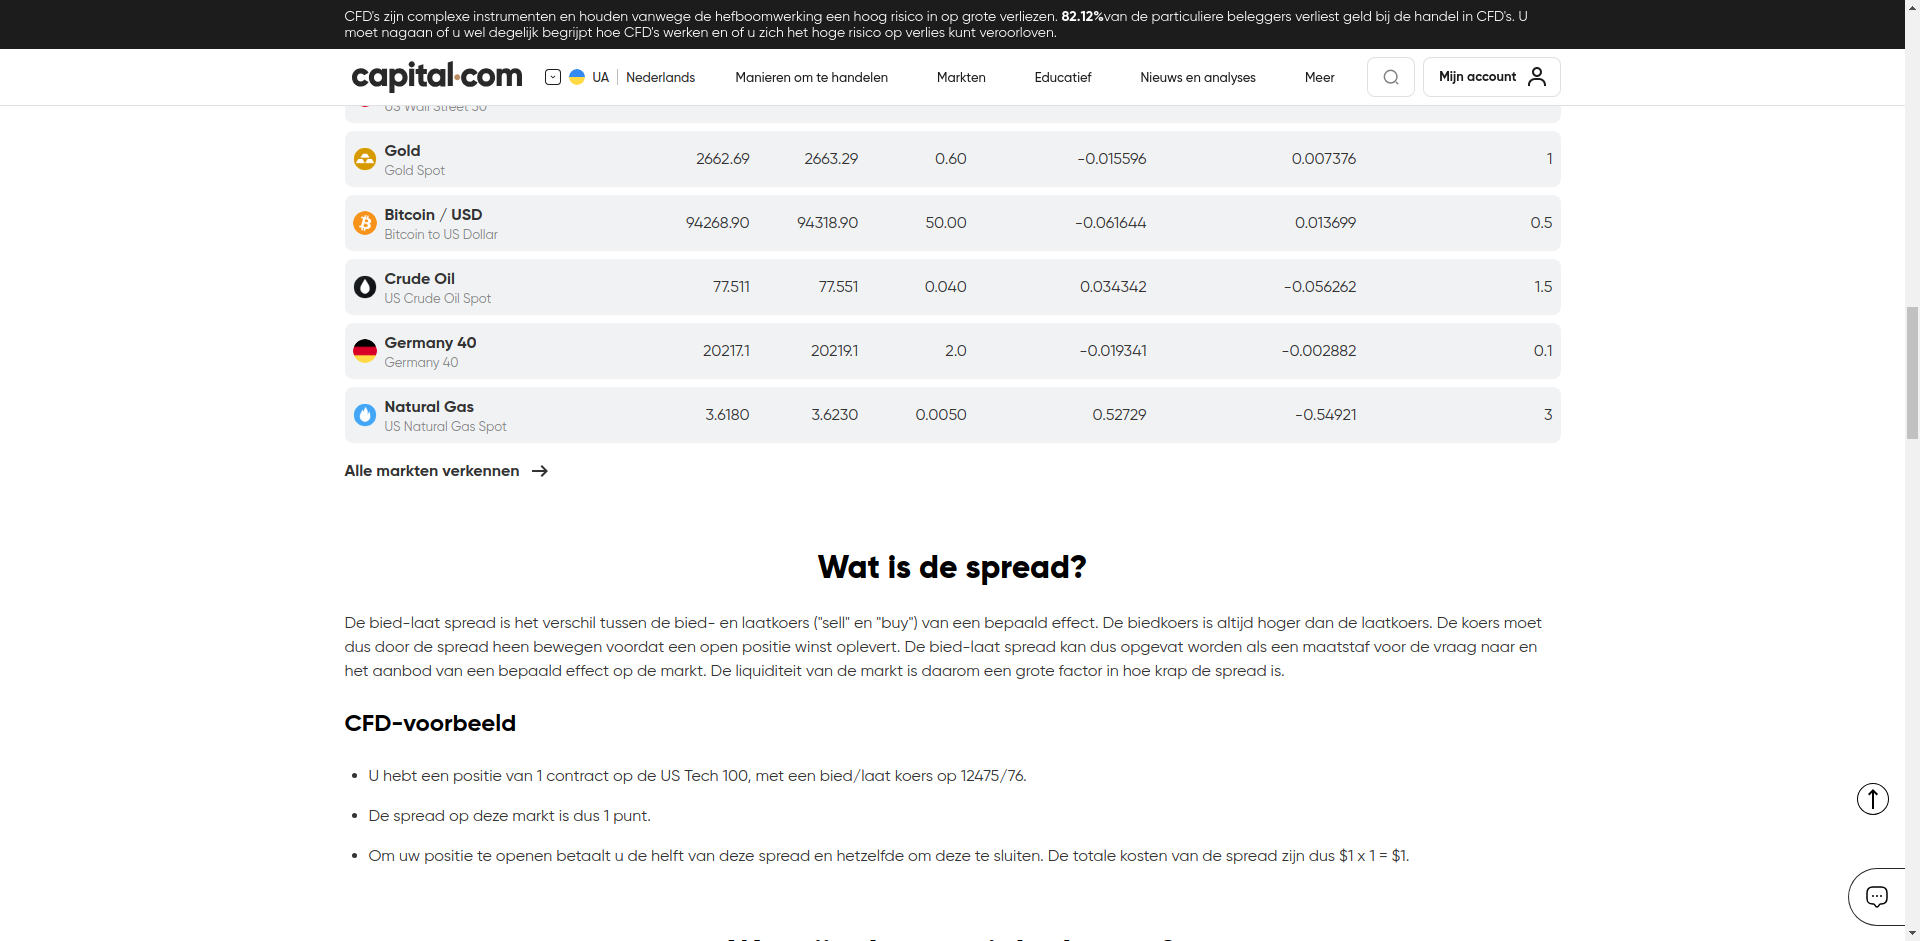 CFD's zijn complexe instrumenten en houden vanwege de hefboomwerking een hoog risico in op grote verliezen. 82.12%van de particuliere beleggers verliest geld bij de handel in CFD's. U
moet nagaan of u wel degelijk begrijpt hoe CFD's werken en of u zich het hoge risico op verlies kunt veroorloven.
capital.com UA Nederlands Manieren om te handelen Markten Educatief Nieuws en analyses Meer Mijn account
US Wall Street 30
Gold
Gold Spot
2662.69 2663.29 0.60 -0.015596 0.007376 1
Bitcoin / USD
Bitcoin to US Dollar
94268.90 94318.90 50.00 -0.061644 0.013699 0.5
Crude Oil
US Crude Oil Spot
77.511 77.551 0.040 0.034342 -0.056262 1.5
Germany 40
Germany 40
20217.1 20219.1 2.0 -0.019341 -0.002882 0.1
Natural Gas
US Natural Gas Spot
3.6180 3.6230 0.0050 0.52729 -0.54921 3
Alle markten verkennen
Wat is de spread?
De bied-laat spread is het verschil tussen de bied- en laatkoers ("sell" en "buy") van een bepaald effect. De biedkoers is altijd hoger dan de laatkoers. De koers moet
dus door de spread heen bewegen voordat een open positie winst oplevert. De bied-laat spread kan dus opgevat worden als een maatstaf voor de vraag naar en
het aanbod van een bepaald effect op de markt. De liquiditeit van de markt is daarom een grote factor in hoe krap de spread is.
CFD-voorbeeld
U hebt een positie van 1 contract op de US Tech 100, met een bied/laat koers op 12475/76.
De spread op deze markt is dus 1 punt.
Om uw positie te openen betaalt u de helft van deze spread en hetzelfde om deze te sluiten. De totale kosten van de spread zijn dus $1 x 1 = $1.